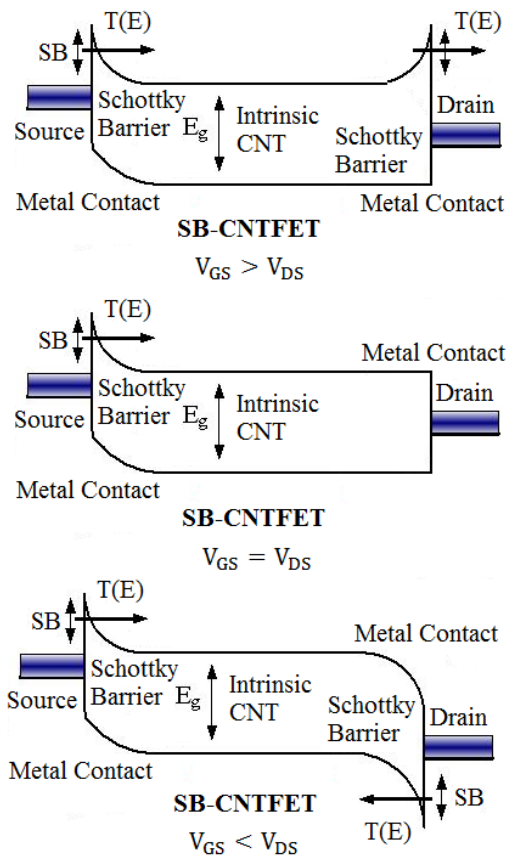 T(E) T(E)
SB SB
Schottky Barrier
E_g
Intrinsic CNT
Schottky Barrier
Drain
Source
Metal Contact
Metal Contact
SB-CNTFET
V_GS > V_DS
T(E)
SB
Metal Contact
Schottky Barrier
E_g
Intrinsic CNT
Drain
Source
Metal Contact
SB-CNTFET
V_GS = V_DS
T(E)
SB
Metal Contact
Schottky Barrier
E_g
Intrinsic CNT
Schottky Barrier
Drain
Source
Metal Contact
SB-CNTFET
SB
T(E)
V_GS < V_DS